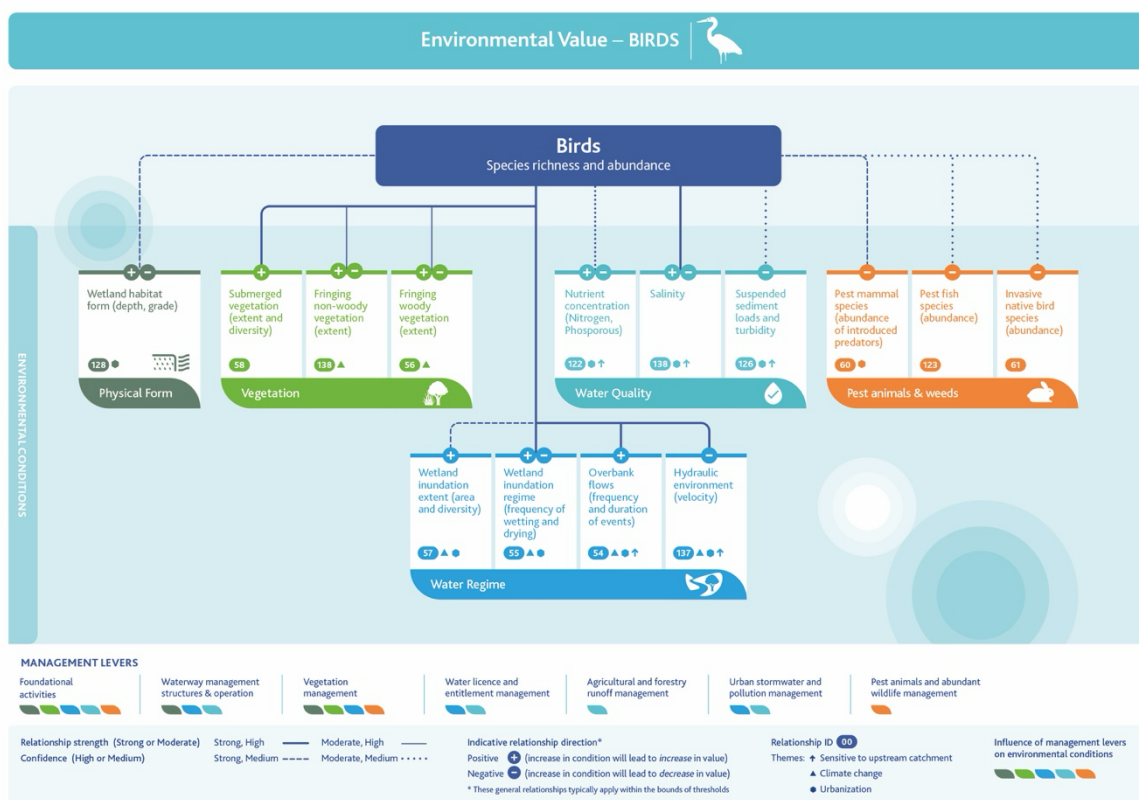 Environmental Value – BIRDS
Birds
Species richness and abundance
ENVIRONMENTAL CONDITIONS
+ −
Wetland habitat
form (depth, grade)
128
Physical Form
+
Submerged
vegetation
(extent and
diversity)
58
+ −
Fringing
non-woody
vegetation
(extent)
138
+ −
Fringing
woody
vegetation
(extent)
56
Vegetation
+ −
Nutrient
concentration
(Nitrogen,
Phosporous)
122
+ −
Salinity
138
−
Suspended
sediment
loads and
turbidity
126
Water Quality
−
Pest mammal
species
(abundance
of introduced
predators)
60
−
Pest fish
species
(abundance)
123
−
Invasive
native bird
species
(abundance)
61
Pest animals & weeds
+
Wetland
inundation
extent (area
and diversity)
57
+ −
Wetland
inundation
regime
(frequency of
wetting and
drying)
55
+
Overbank
flows
(frequency
and duration
of events)
54
−
Hydraulic
environment
(velocity)
137
Water Regime
MANAGEMENT LEVERS
Foundational
activities
Waterway management
structures & operation
Vegetation
management
Water licence and
entitlement management
Agricultural and forestry
runoff management
Urban stormwater and
pollution management
Pest animals and abundant
wildlife management
Relationship strength (Strong or Moderate)
Confidence (High or Medium)
Strong, High
Strong, Medium
Moderate, High
Moderate, Medium
Indicative relationship direction*
Positive + (increase in condition will lead to increase in value)
Negative − (increase in condition will lead to decrease in value)
* These general relationships typically apply within the bounds of thresholds
Relationship ID 00
Themes: ↑ Sensitive to upstream catchment
▲ Climate change
● Urbanization
Influence of management levers
on environmental conditions